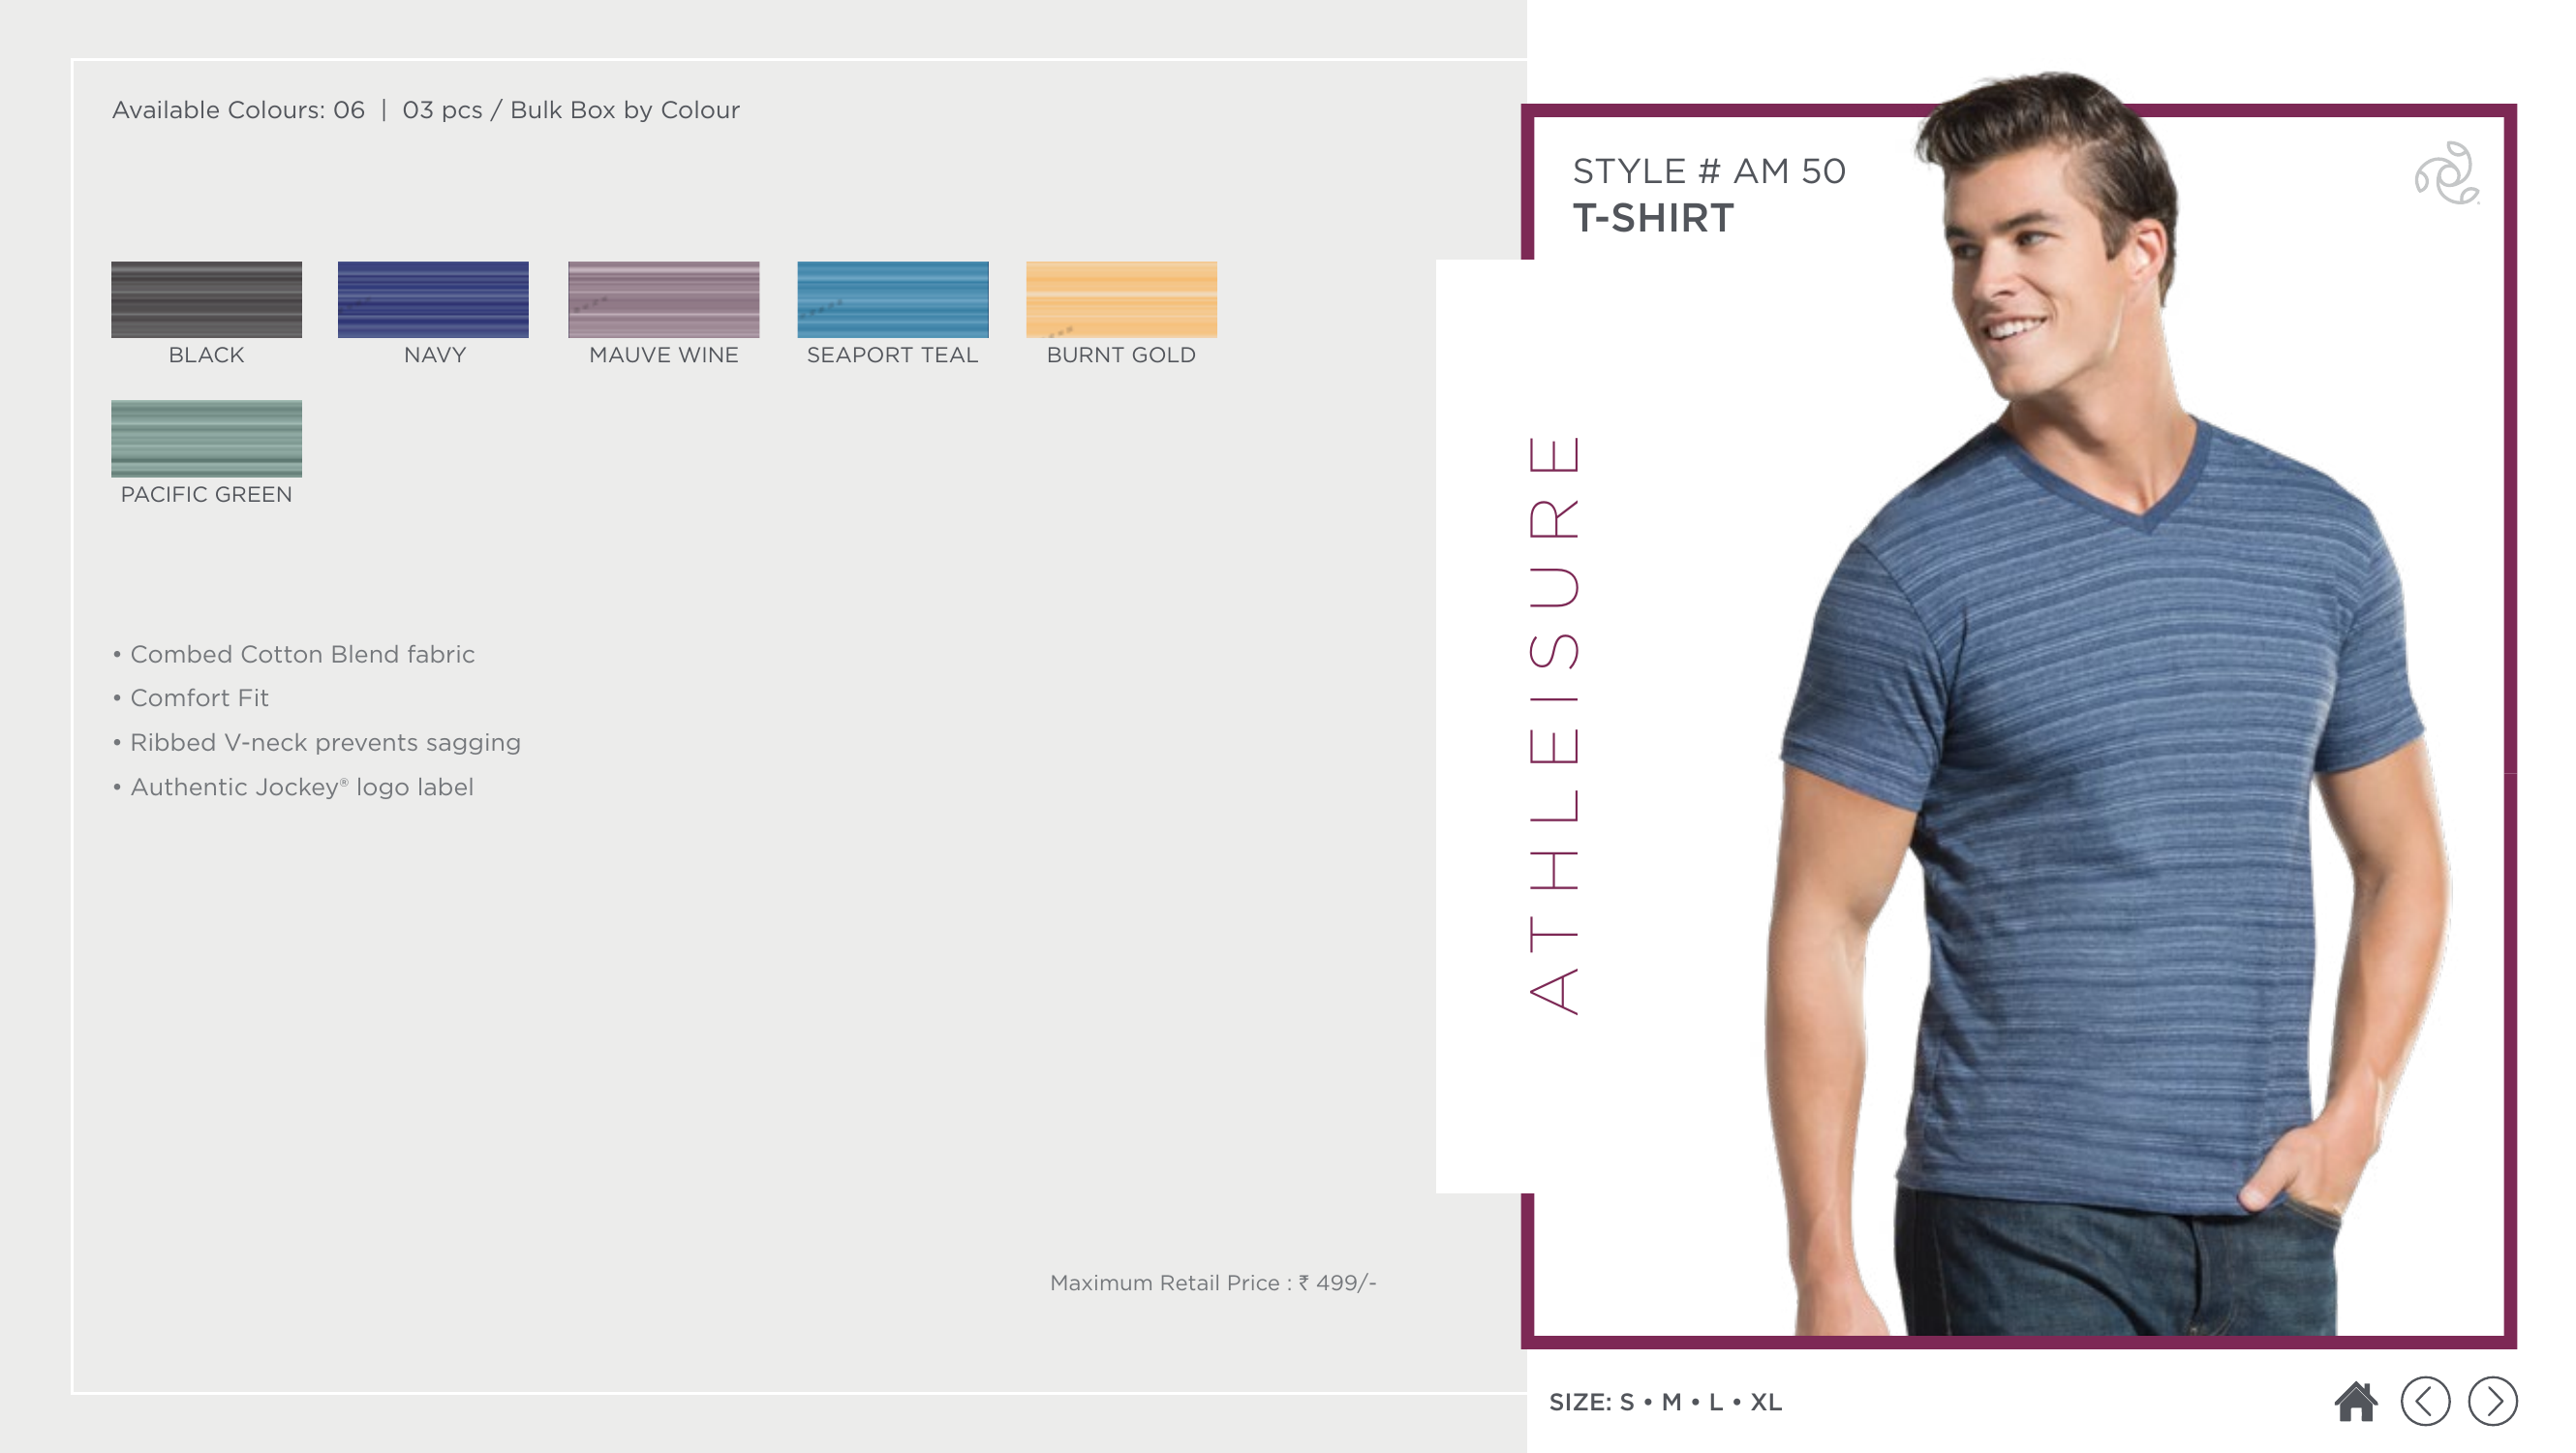 Available Colours: 06 | 03 pcs / Bulk Box by Colour
BLACK
NAVY
MAUVE WINE
SEAPORT TEAL
BURNT GOLD
PACIFIC GREEN
• Combed Cotton Blend fabric
• Comfort Fit
• Ribbed V-neck prevents sagging
• Authentic Jockey® logo label
Maximum Retail Price : ₹ 499/-
STYLE # AM 50
T-SHIRT
ATHLEISURE
SIZE: S • M • L • XL